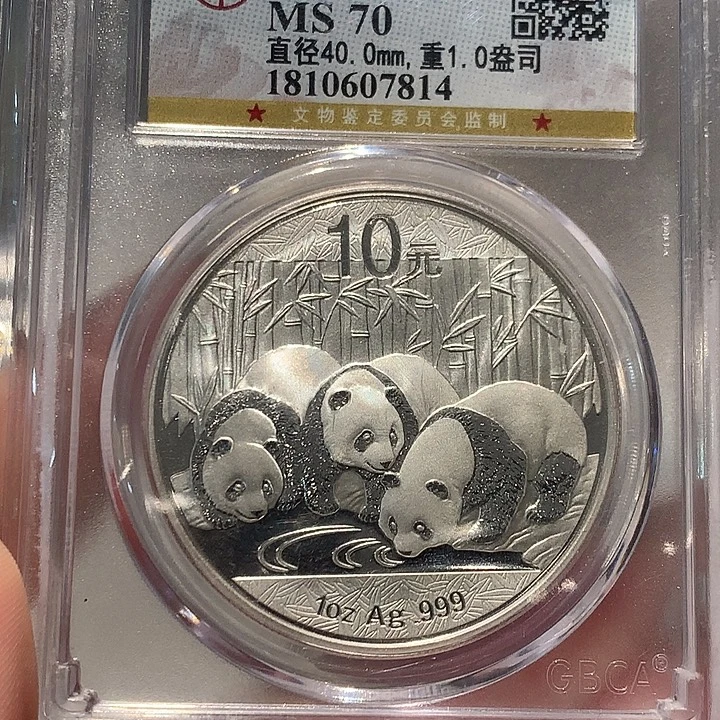 MS 70
直径40.0mm,重1.0盎司
1810607814
★ 文物鉴定委员会监制 ★
10元
1oz Ag .999
GBCA®